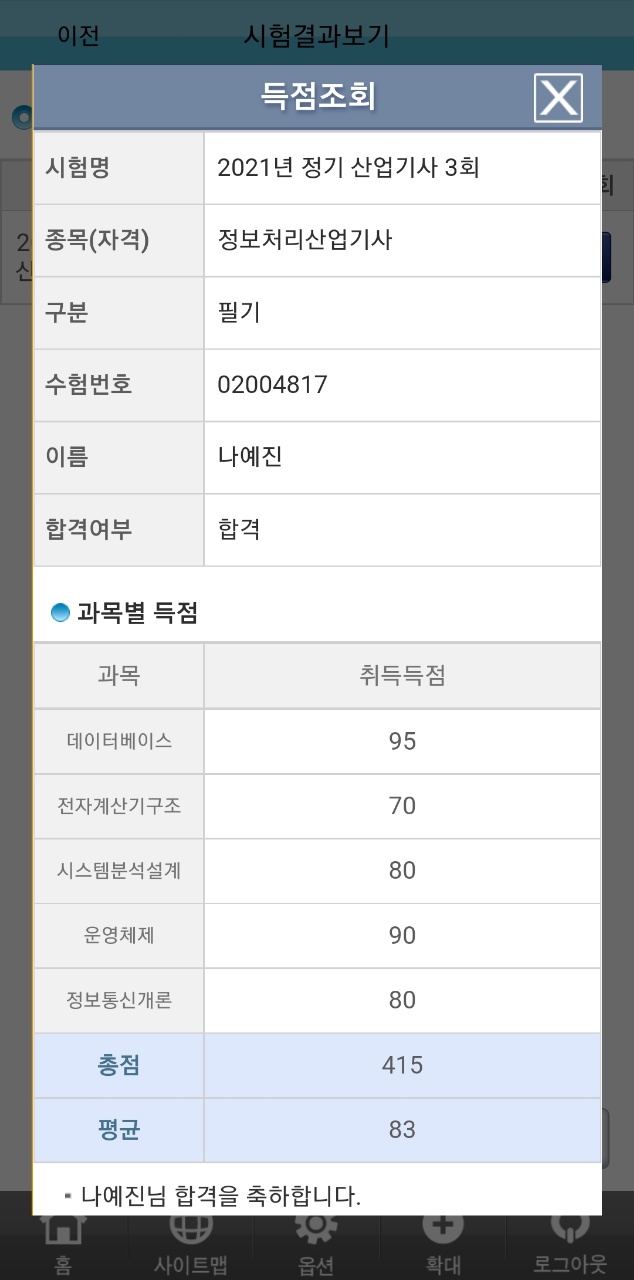 이전 시험결과보기
득점조회
시험명 2021년 정기 산업기사 3회
종목(자격) 정보처리산업기사
구분 필기
수험번호 02004817
이름 나예진
합격여부 합격
과목별 득점
과목 취득득점
데이터베이스 95
전자계산기구조 70
시스템분석설계 80
운영체제 90
정보통신개론 80
총점 415
평균 83
나예진님 합격을 축하합니다.
홈 사이트맵 옵션 확대 로그아웃